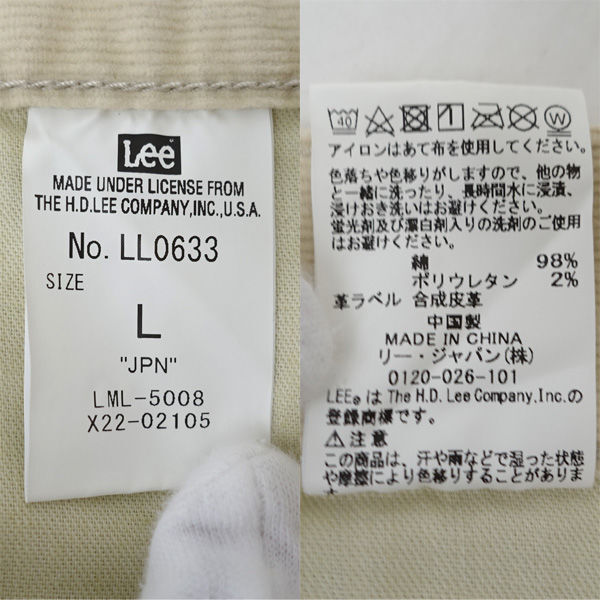 Lee
MADE UNDER LICENSE FROM
THE H.D.LEE COMPANY,INC.,U.S.A.
No. LL0633
SIZE
L
"JPN"
LML-5008
X22-02105
40 W
アイロンはあて布を使用してください。
色落ちや色移りがしますので、他の物
と一緒に洗ったり、長時間水に浸漬、
浸けおき洗いはお避けください。
蛍光剤及び漂白剤入りの洗剤のご使用
はお避けください。
綿 98%
ポリウレタン 2%
革ラベル 合成皮革
中国製
MADE IN CHINA
リー・ジャパン(株)
0120-026-101
LEE® は The H.D. Lee Company, Inc.の
登録商標です。
⚠ 注意
この商品は、汗や雨などで湿った状態
や摩擦により色移りすることがありま
す